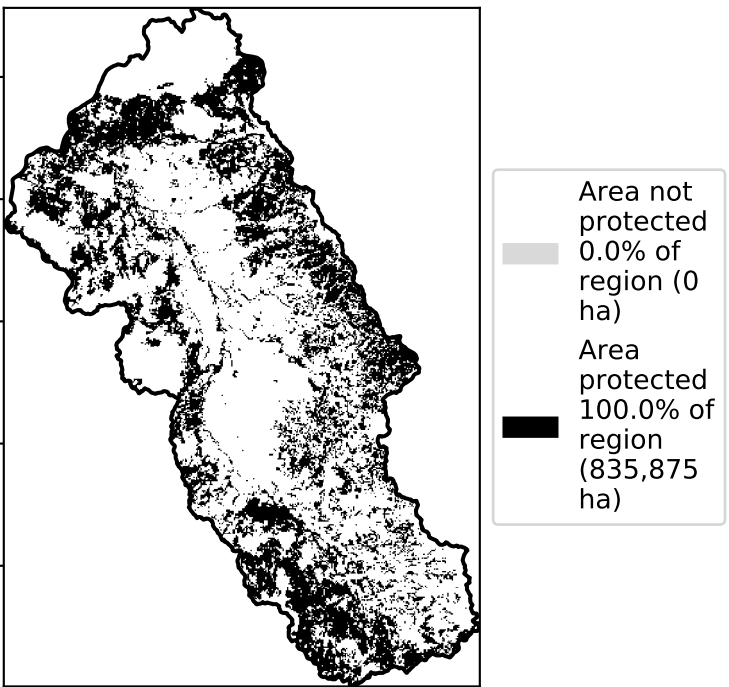 Area not
protected
0.0% of
region (0
ha)
Area
protected
100.0% of
region
(835,875
ha)